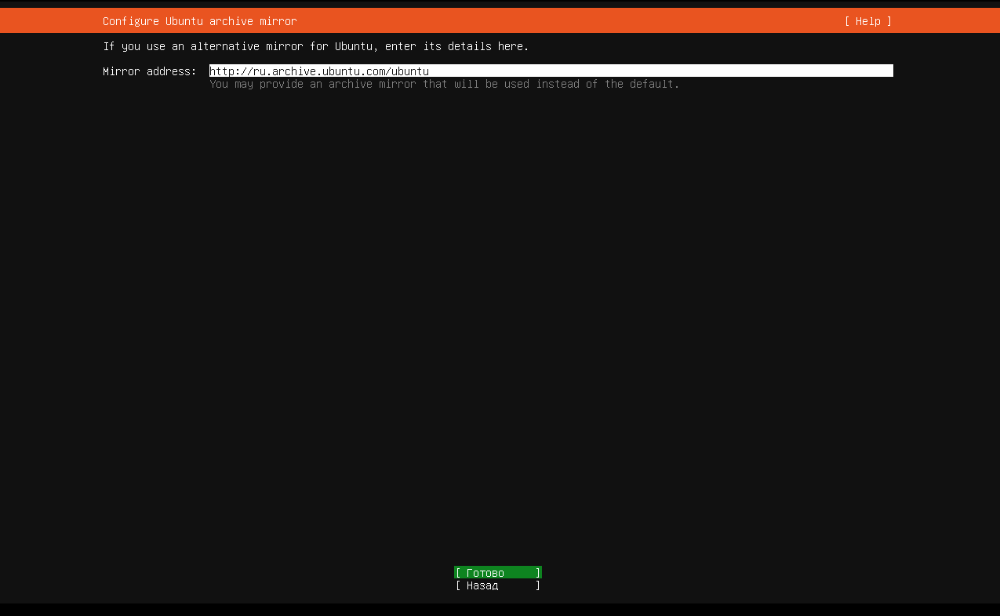 Configure Ubuntu archive mirror [ Help ]
If you use an alternative mirror for Ubuntu, enter its details here.
Mirror address: http://ru.archive.ubuntu.com/ubuntu
You may provide an archive mirror that will be used instead of the default.
[ Готово ]
[ Назад ]